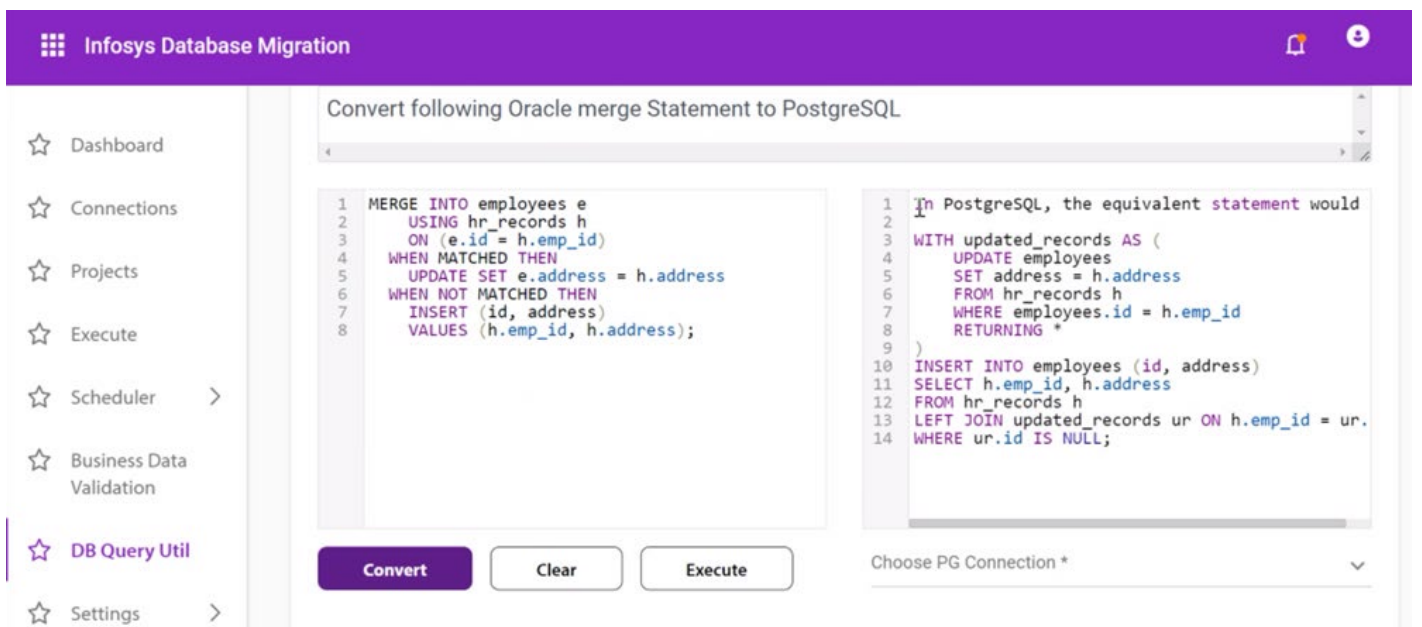 Infosys Database Migration
Convert following Oracle merge Statement to PostgreSQL
Dashboard
Connections
Projects
Execute
Scheduler
Business Data
Validation
DB Query Util
Settings
1 MERGE INTO employees e
2 USING hr_records h
3 ON (e.id = h.emp_id)
4 WHEN MATCHED THEN
5 UPDATE SET e.address = h.address
6 WHEN NOT MATCHED THEN
7 INSERT (id, address)
8 VALUES (h.emp_id, h.address);
1 In PostgreSQL, the equivalent statement would
2
3 WITH updated_records AS (
4 UPDATE employees
5 SET address = h.address
6 FROM hr_records h
7 WHERE employees.id = h.emp_id
8 RETURNING *
9 )
10 INSERT INTO employees (id, address)
11 SELECT h.emp_id, h.address
12 FROM hr_records h
13 LEFT JOIN updated_records ur ON h.emp_id = ur.
14 WHERE ur.id IS NULL;
Convert
Clear
Execute
Choose PG Connection *